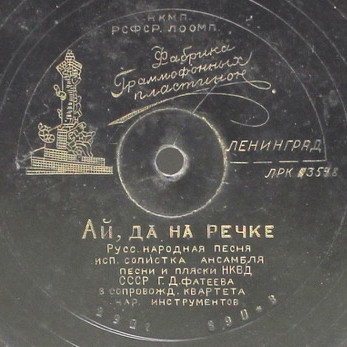 НКМП.
РСФСР. ЛООМП.
Фабрика
Граммофонных
пластинок
ЛЕНИНГРАД
ЛРК
АЙ, ДА НА РЕЧКЕ
РУСС. НАРОДНАЯ ПЕСНЯ
ИСП. СОЛИСТКА АНСАМБЛЯ
ПЕСНИ И ПЛЯСКИ НКВД
СССР Г.Д. ФАТЕЕВА
В СОПРОВОЖД. КВАРТЕТА
НАР. ИНСТРУМЕНТОВ